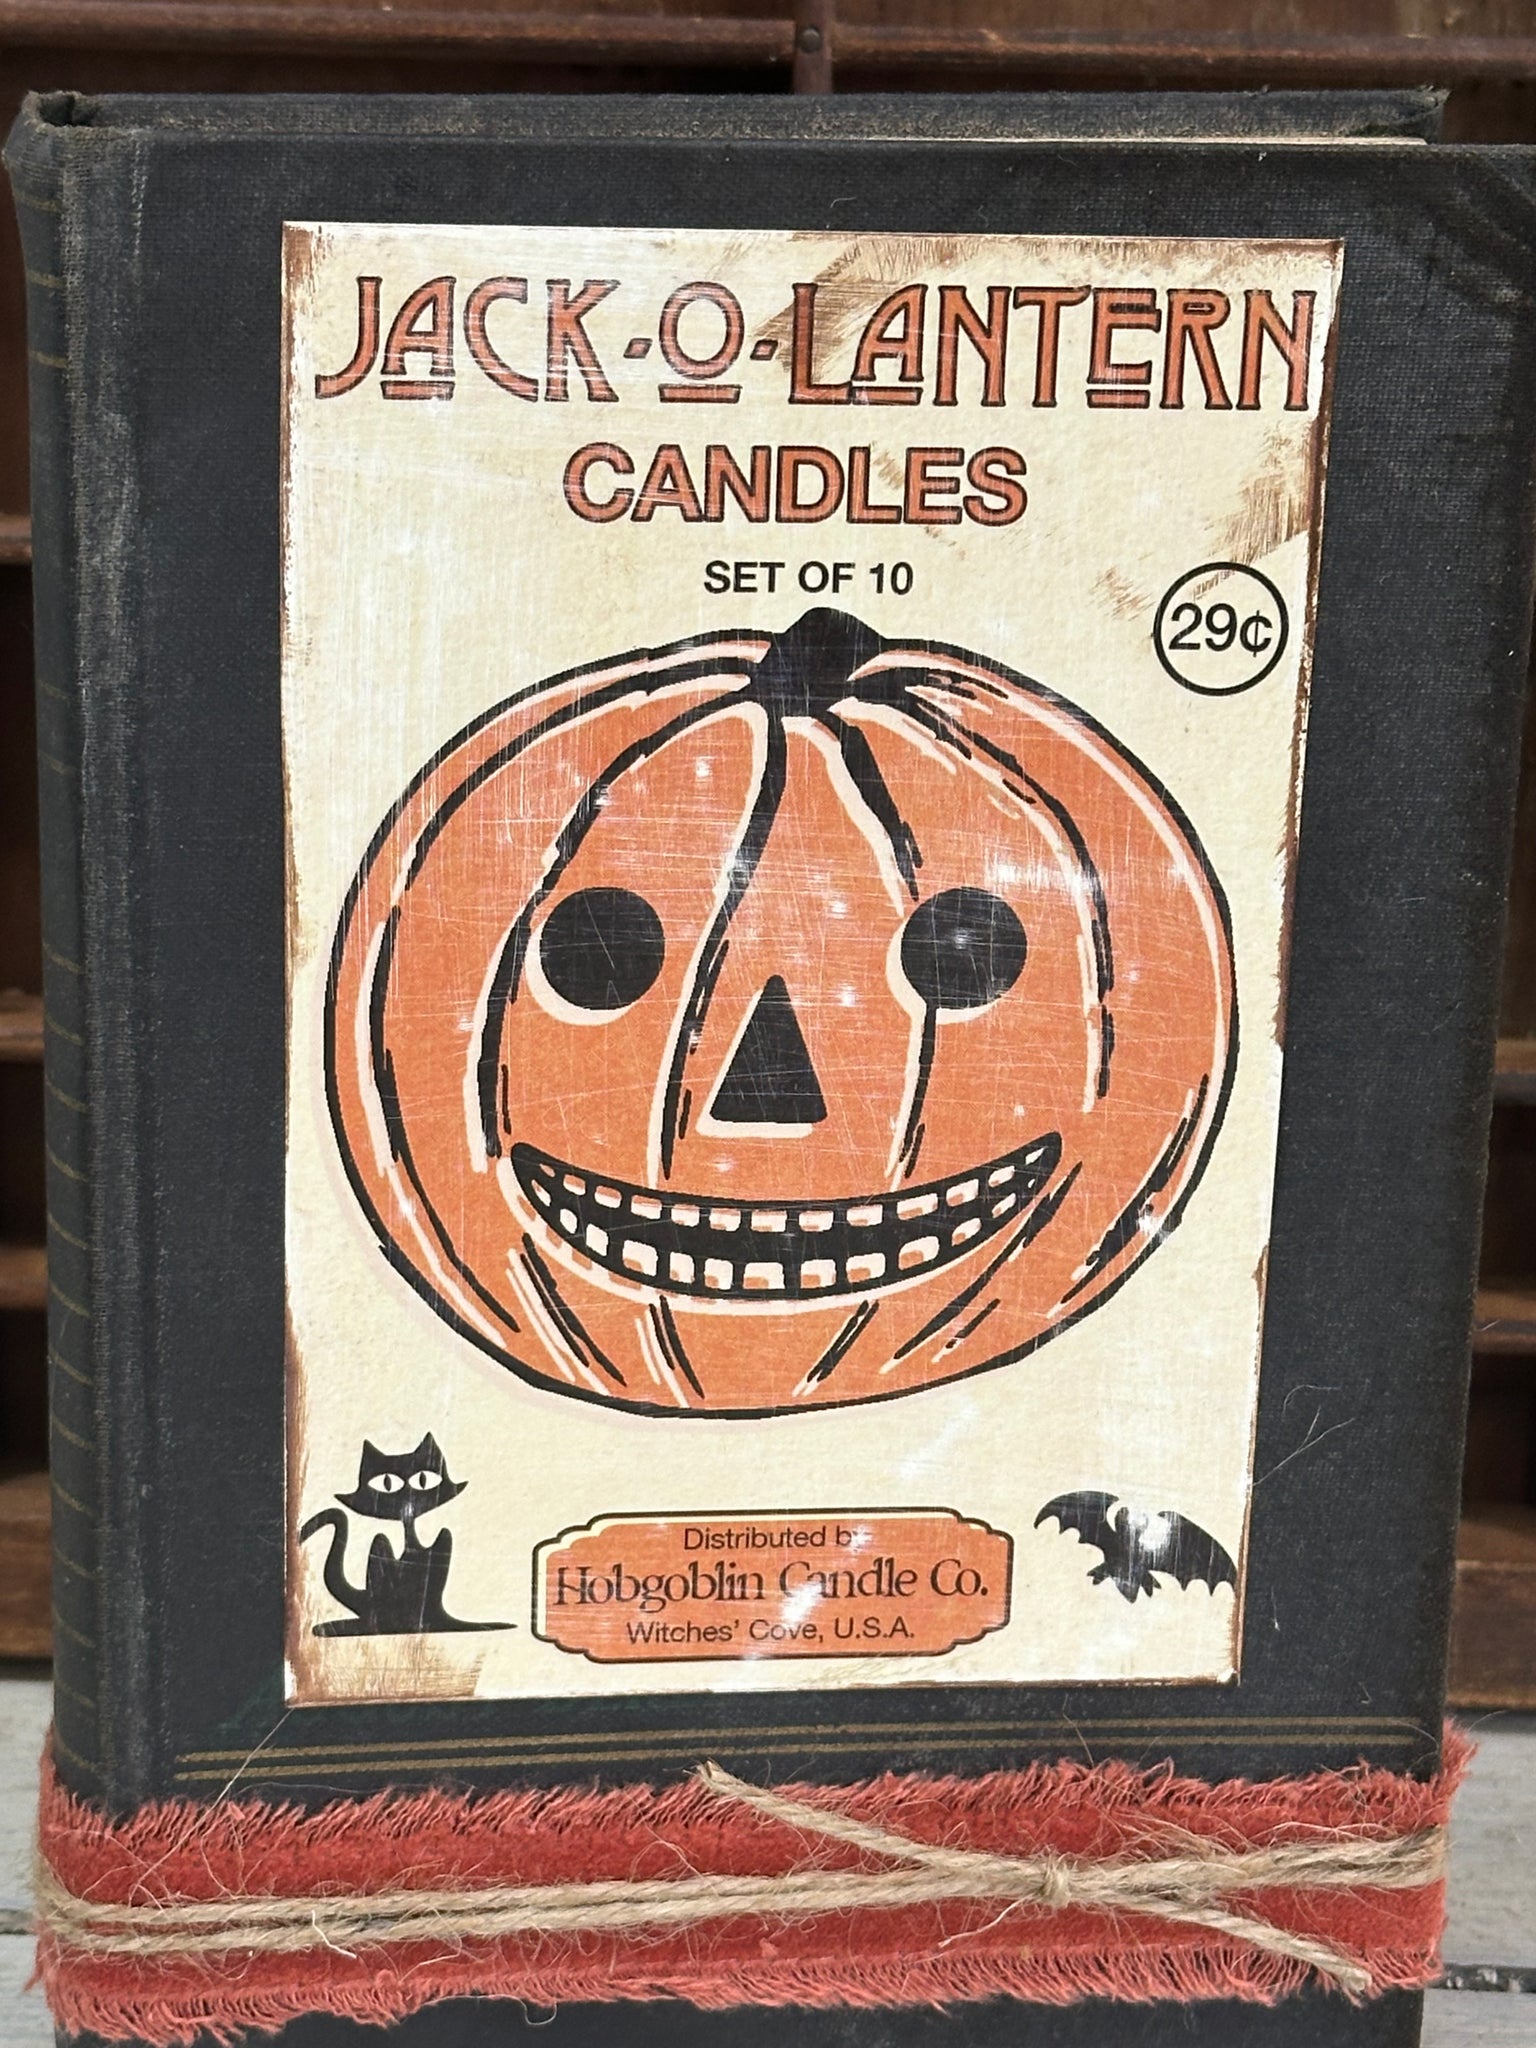 JACK-O-LANTERN
CANDLES
SET OF 10
29¢
Distributed by
Hobgoblin Candle Co.
Witches' Cove, U.S.A.